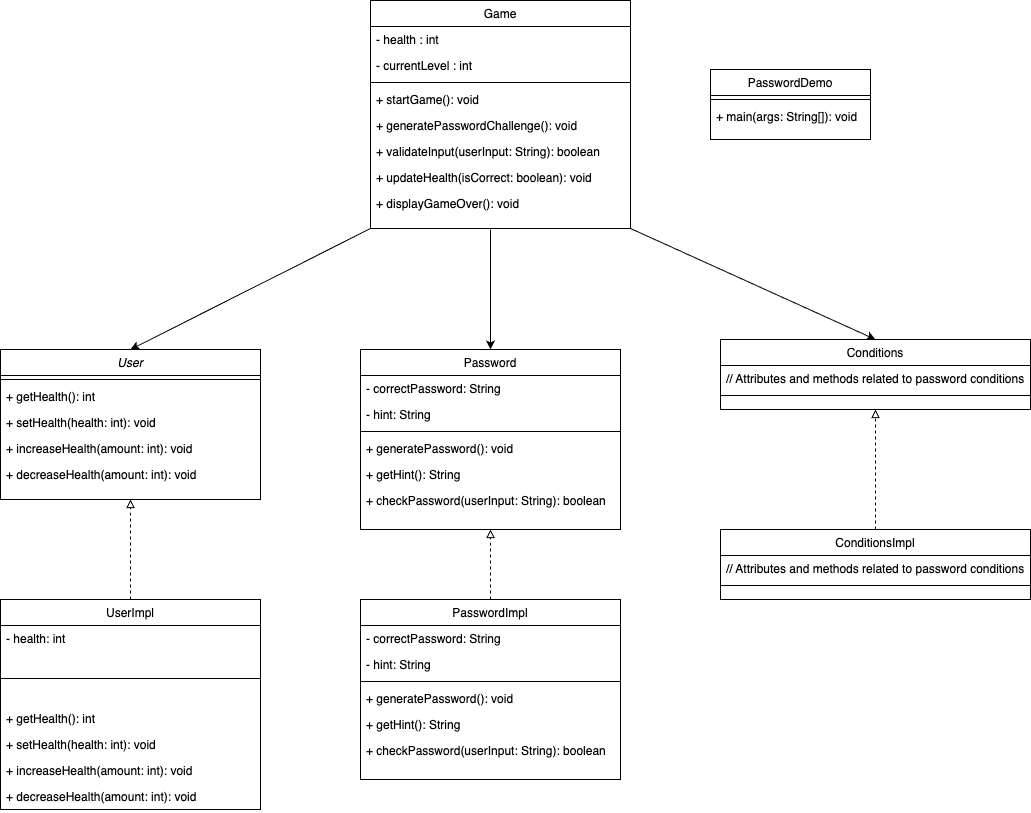 Game
- health : int
- currentLevel : int
+ startGame(): void
+ generatePasswordChallenge(): void
+ validateInput(userInput: String): boolean
+ updateHealth(isCorrect: boolean): void
+ displayGameOver(): void
PasswordDemo
+ main(args: String[]): void
User
+ getHealth(): int
+ setHealth(health: int): void
+ increaseHealth(amount: int): void
+ decreaseHealth(amount: int): void
Password
- correctPassword: String
- hint: String
+ generatePassword(): void
+ getHint(): String
+ checkPassword(userInput: String): boolean
Conditions
// Attributes and methods related to password conditions
UserImpl
- health: int
+ getHealth(): int
+ setHealth(health: int): void
+ increaseHealth(amount: int): void
+ decreaseHealth(amount: int): void
PasswordImpl
- correctPassword: String
- hint: String
+ generatePassword(): void
+ getHint(): String
+ checkPassword(userInput: String): boolean
ConditionsImpl
// Attributes and methods related to password conditions